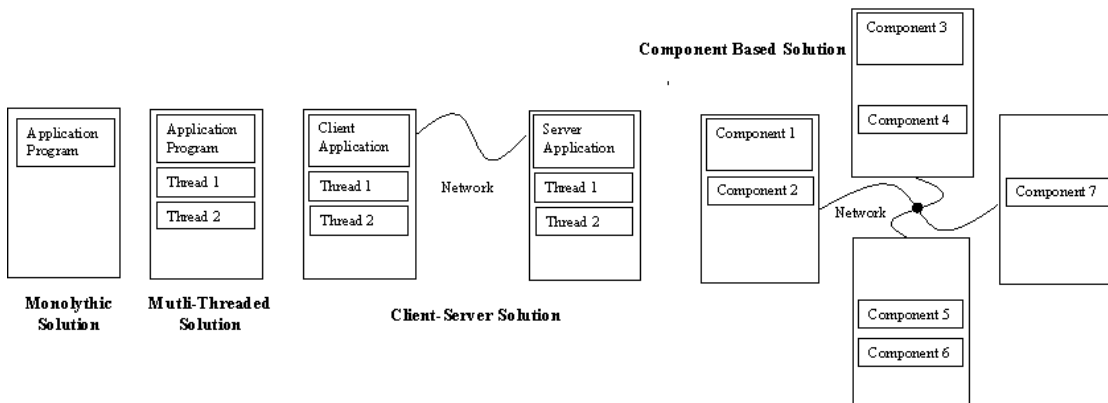 Component Based Solution
Component 3
Component 4
Application
Program
Application
Program
Thread 1
Thread 2
Client
Application
Thread 1
Thread 2
Network
Server
Application
Thread 1
Thread 2
Component 1
Component 2
Network
Component 7
Component 5
Component 6
Monolythic
Solution
Mutli-Threaded
Solution
Client-Server Solution